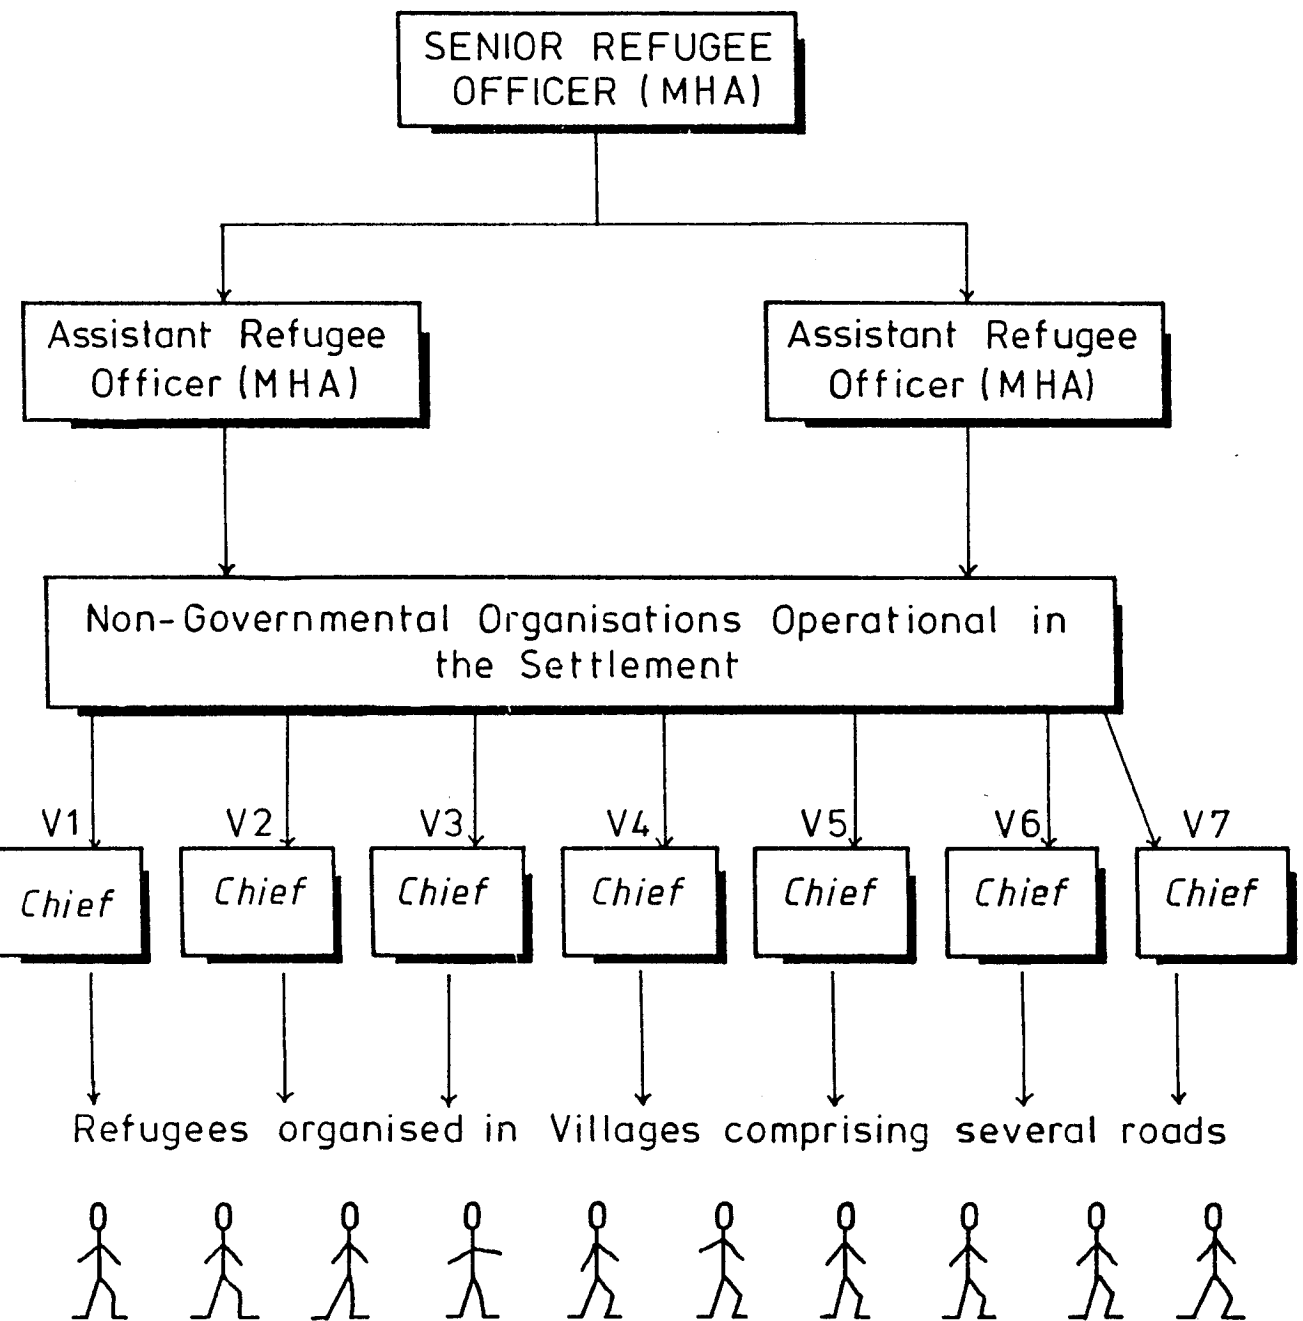 SENIOR REFUGEE
OFFICER (MHA)
Assistant Refugee
Officer (MHA)
Assistant Refugee
Officer (MHA)
Non-Governmental Organisations Operational in
the Settlement
V1 V2 V3 V4 V5 V6 V7
Chief Chief Chief Chief Chief Chief Chief
Refugees organised in Villages comprising several roads